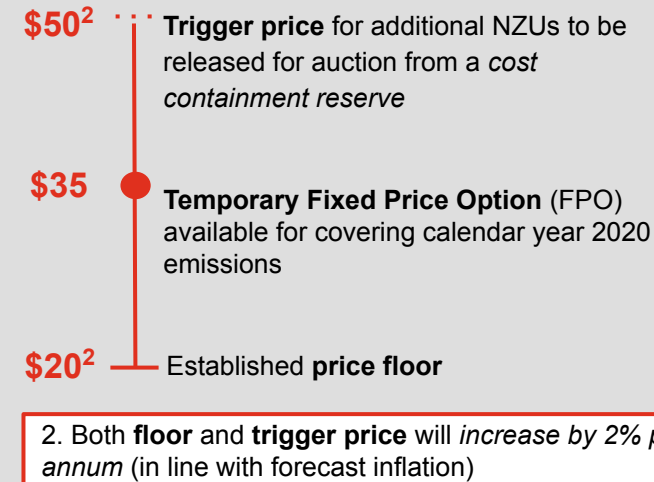 $50² Trigger price for additional NZUs to be
released for auction from a cost
containment reserve
$35 Temporary Fixed Price Option (FPO)
available for covering calendar year 2020
emissions
$20² Established price floor
2. Both floor and trigger price will increase by 2%
annum (in line with forecast inflation)